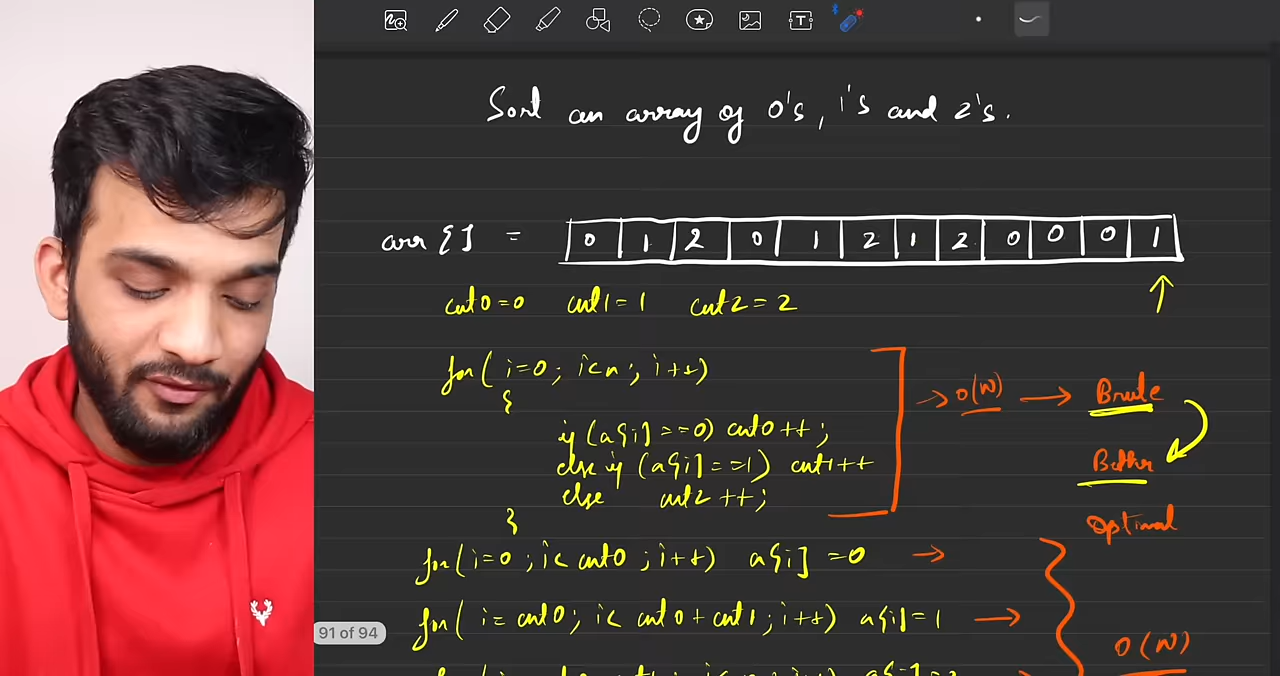 Sort an array of 0's, 1's and 2's.
arr[] = 0 1 2 0 1 2 1 2 0 0 0 1
cnt0=0 cnt1=1 cnt2=2
for(i=0; i<n; i++)
{
if (a[i]==0) cnt0++;
else if (a[i]==1) cnt1++
else cnt2++;
}
→ O(N) → Brute
Better
Optimal
for(i=0; i<cnt0; i++) a[i]=0 →
for(i=cnt0; i<cnt0+cnt1; i++) a[i]=1 →
O(N)
91 of 94